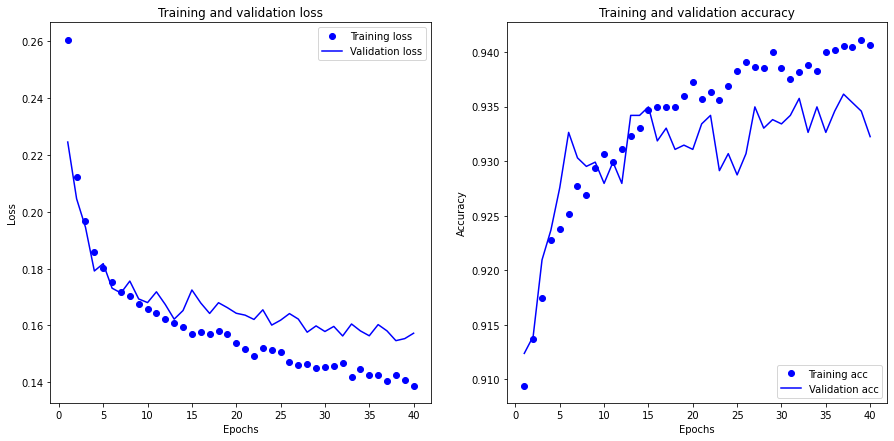 Training and validation loss
0.26
0.24
0.22
0.20
0.18
0.16
0.14
Loss
0 5 10 15 20 25 30 35 40
Epochs
Training loss
Validation loss
Training and validation accuracy
0.940
0.935
0.930
0.925
0.920
0.915
0.910
Accuracy
0 5 10 15 20 25 30 35 40
Epochs
Training acc
Validation acc